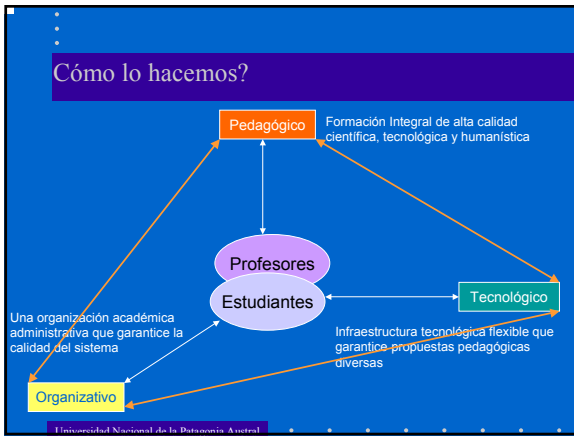 Cómo lo hacemos?
Pedagógico
Formación Integral de alta calidad
científica, tecnológica y humanística
Profesores
Estudiantes
Tecnológico
Una organización académica
administrativa que garantice la
calidad del sistema
Infraestructura tecnológica flexible que
garantice propuestas pedagógicas
diversas
Organizativo
Universidad Nacional de la Patagonia Austral